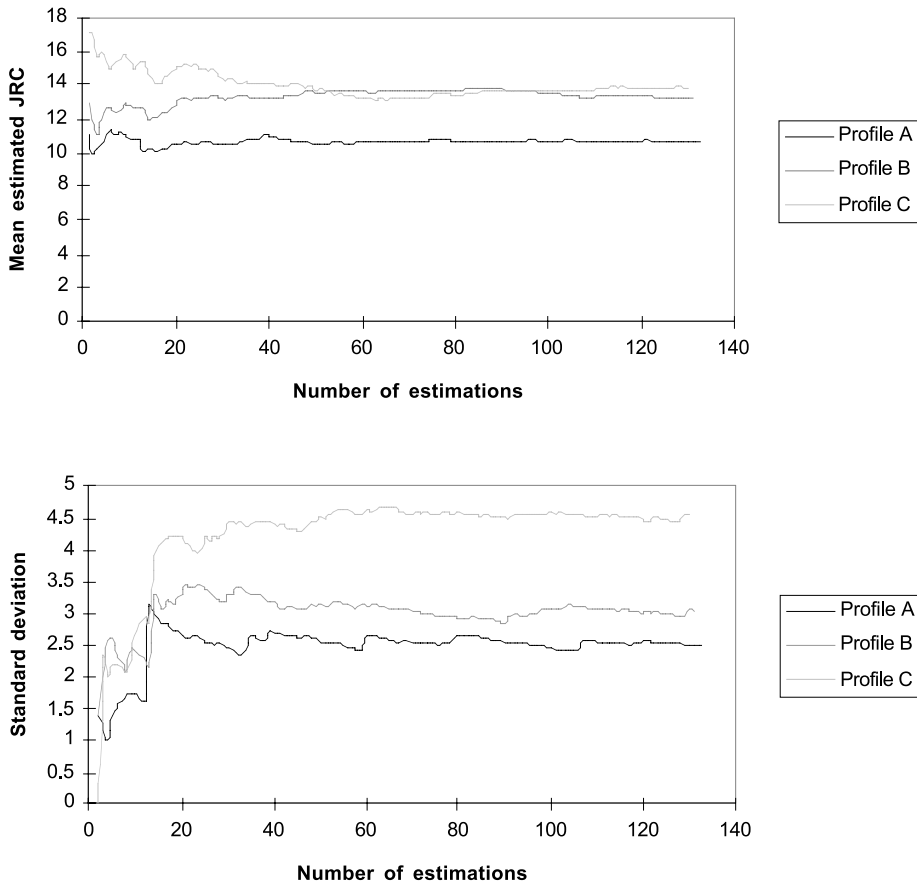 18
16
14
12
10
8
6
4
2
0
Mean estimated JRC
0 20 40 60 80 100 120 140
Number of estimations
Profile A
Profile B
Profile C
5
4.5
4
3.5
3
2.5
2
1.5
1
0.5
0
Standard deviation
0 20 40 60 80 100 120 140
Number of estimations
Profile A
Profile B
Profile C